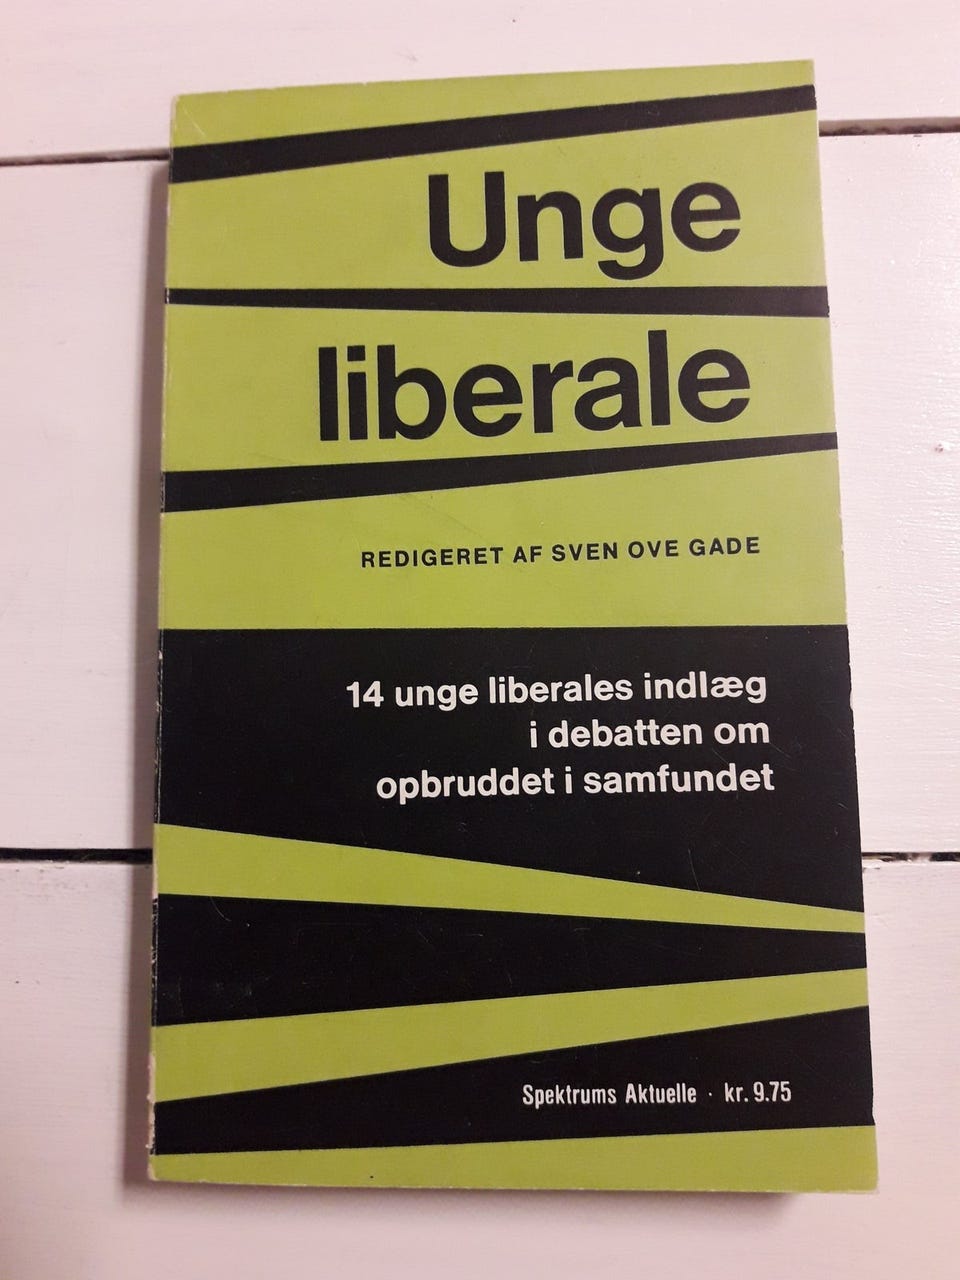 Unge
liberale
REDIGERET AF SVEN OVE GADE
14 unge liberales indlæg
i debatten om
opbruddet i samfundet
Spektrums Aktuelle · kr. 9.75